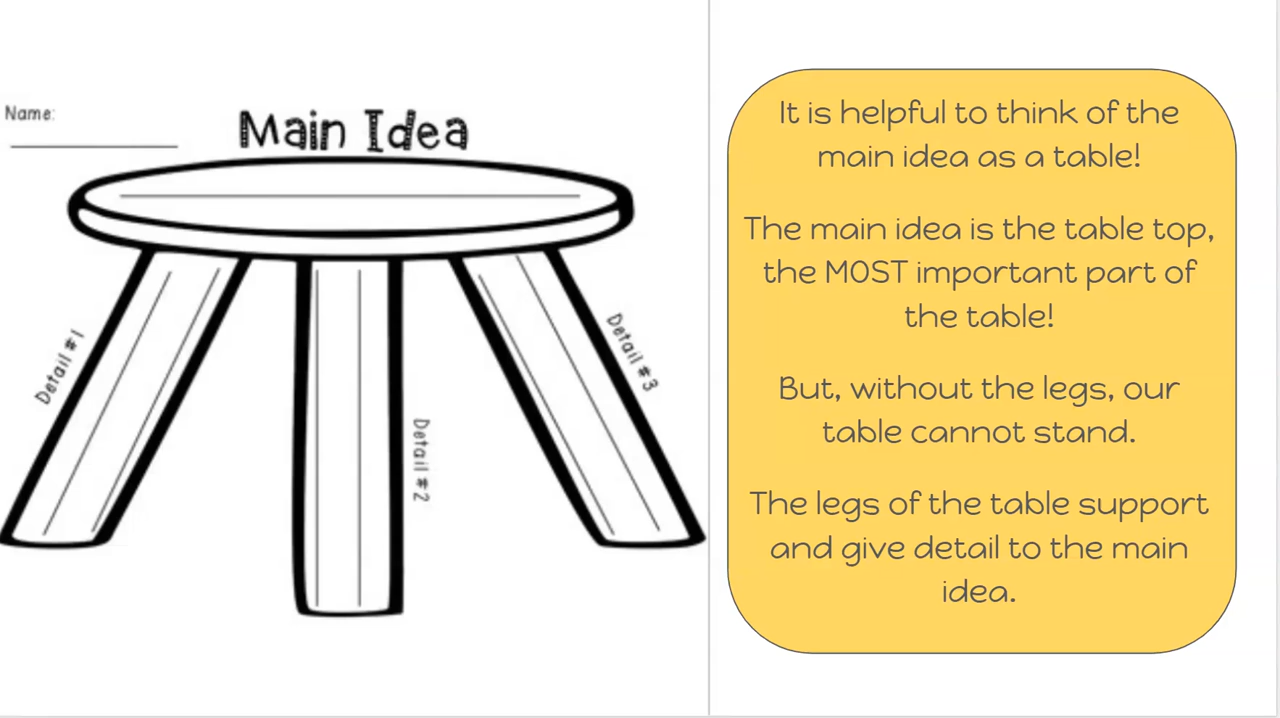 Name:
Main Idea
Detail #1
Detail #2
Detail #3
It is helpful to think of the
main idea as a table!
The main idea is the table top,
the MOST important part of
the table!
But, without the legs, our
table cannot stand.
The legs of the table support
and give detail to the main
idea.